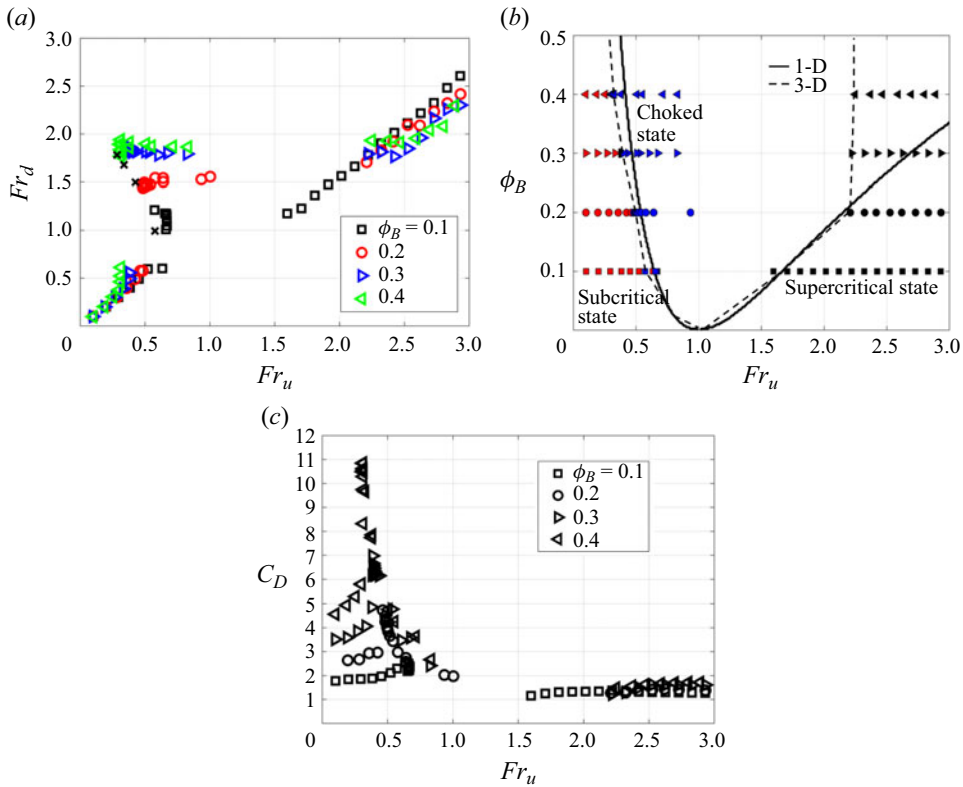 (a)
3.0
2.5
2.0
Fr_d 1.5
1.0
0.5
0 0.5 1.0 1.5 2.0 2.5 3.0
Fr_u
ϕ_B = 0.1
0.2
0.3
0.4
(b)
0.5
0.4
0.3
ϕ_B
0.2
0.1
0 0.5 1.0 1.5 2.0 2.5 3.0
Fr_u
1-D
3-D
Choked
state
Subcritical
state
Supercritical state
(c)
12
11
10
9
8
7
C_D 6
5
4
3
2
1
0 0.5 1.0 1.5 2.0 2.5 3.0
Fr_u
ϕ_B = 0.1
0.2
0.3
0.4